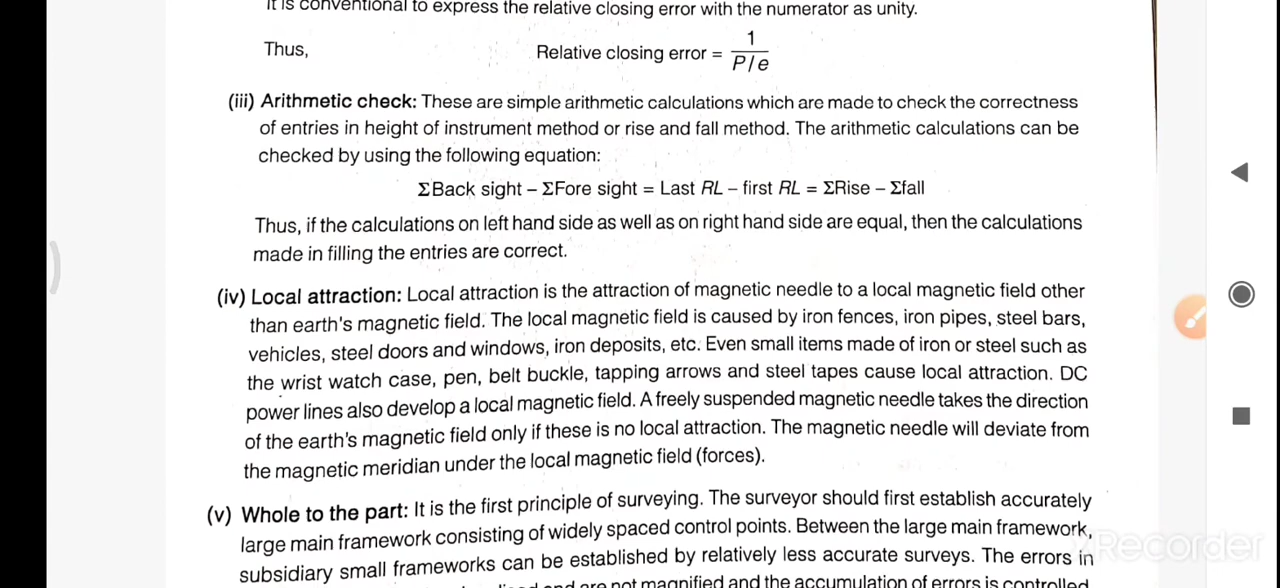 It is conventional to express the relative closing error with the numerator as unity.
Thus, Relative closing error = 1 / P/e
(iii) Arithmetic check: These are simple arithmetic calculations which are made to check the correctness
of entries in height of instrument method or rise and fall method. The arithmetic calculations can be
checked by using the following equation:
ΣBack sight – ΣFore sight = Last RL – first RL = ΣRise – Σfall
Thus, if the calculations on left hand side as well as on right hand side are equal, then the calculations
made in filling the entries are correct.
(iv) Local attraction: Local attraction is the attraction of magnetic needle to a local magnetic field other
than earth's magnetic field. The local magnetic field is caused by iron fences, iron pipes, steel bars,
vehicles, steel doors and windows, iron deposits, etc. Even small items made of iron or steel such as
the wrist watch case, pen, belt buckle, tapping arrows and steel tapes cause local attraction. DC
power lines also develop a local magnetic field. A freely suspended magnetic needle takes the direction
of the earth's magnetic field only if these is no local attraction. The magnetic needle will deviate from
the magnetic meridian under the local magnetic field (forces).
(v) Whole to the part: It is the first principle of surveying. The surveyor should first establish accurately
large main framework consisting of widely spaced control points. Between the large main framework,
subsidiary small frameworks can be established by relatively less accurate surveys. The errors in
and are not magnified and the accumulation of errors is controlled
Recorder